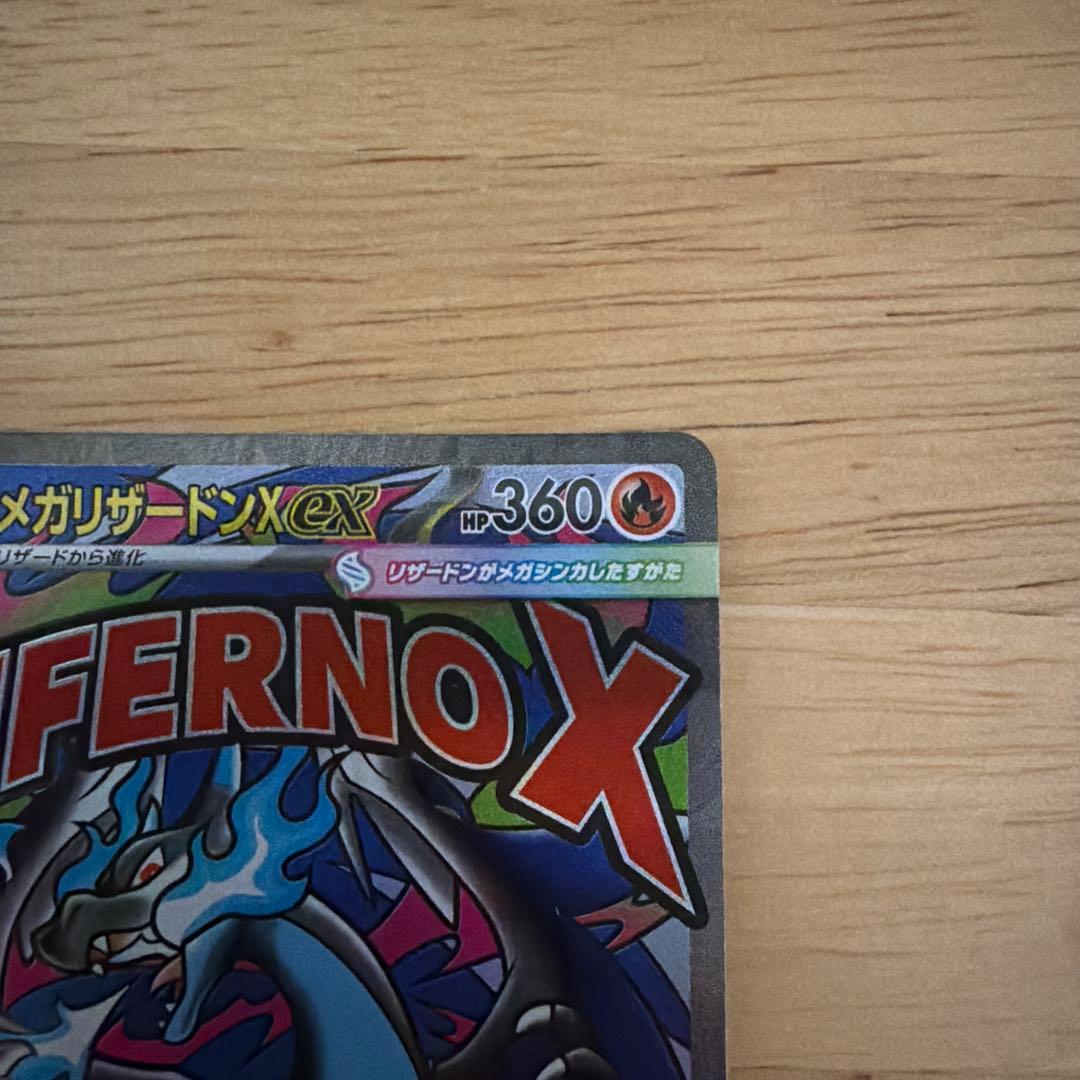 メガリザードンXex HP360
リザードから進化
リザードンがメガシンカしたすがた
NFERNO X